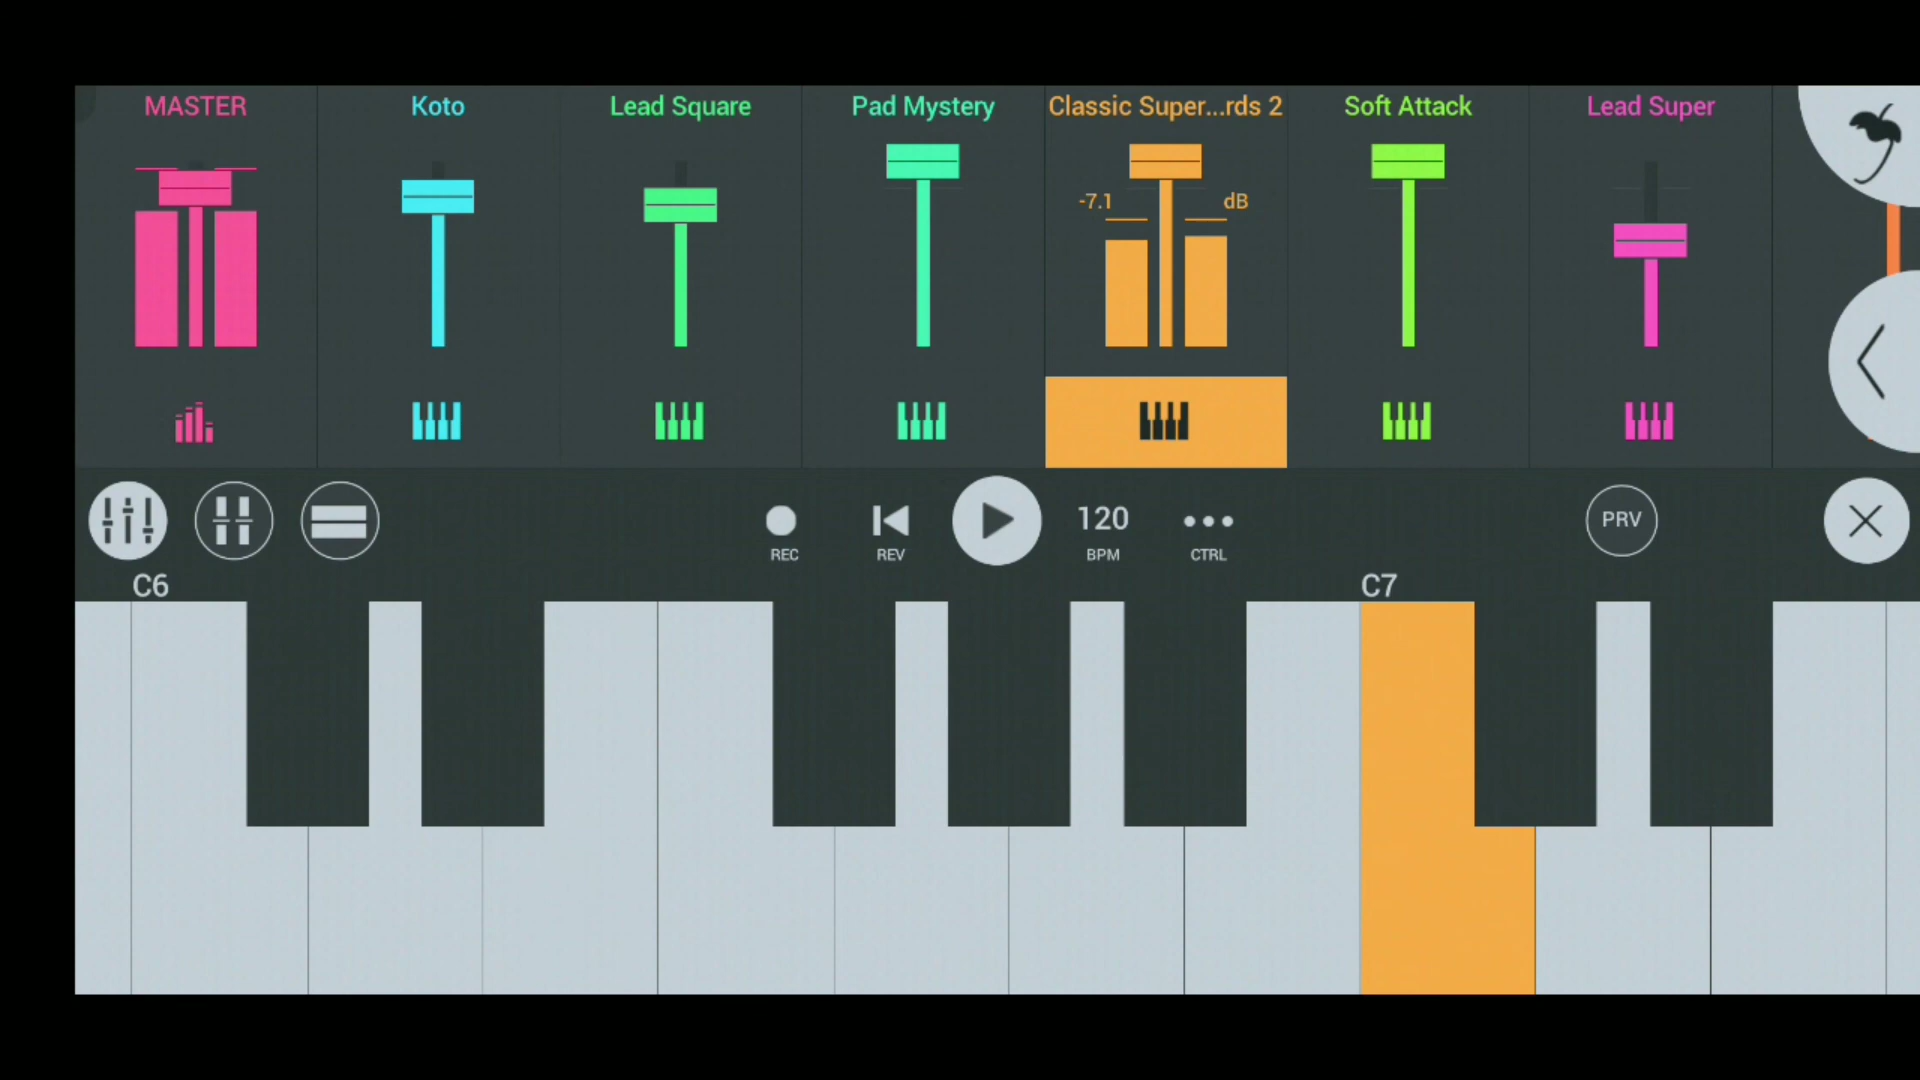 MASTER
Koto
Lead Square
Pad Mystery
Classic Super...rds 2
Soft Attack
Lead Super
-7.1
dB
120
PRV
REC
REV
BPM
CTRL
C6
C7